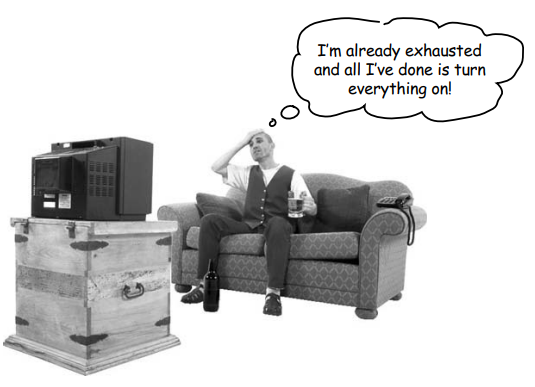 I'm already exhausted
and all I've done is turn
everything on!